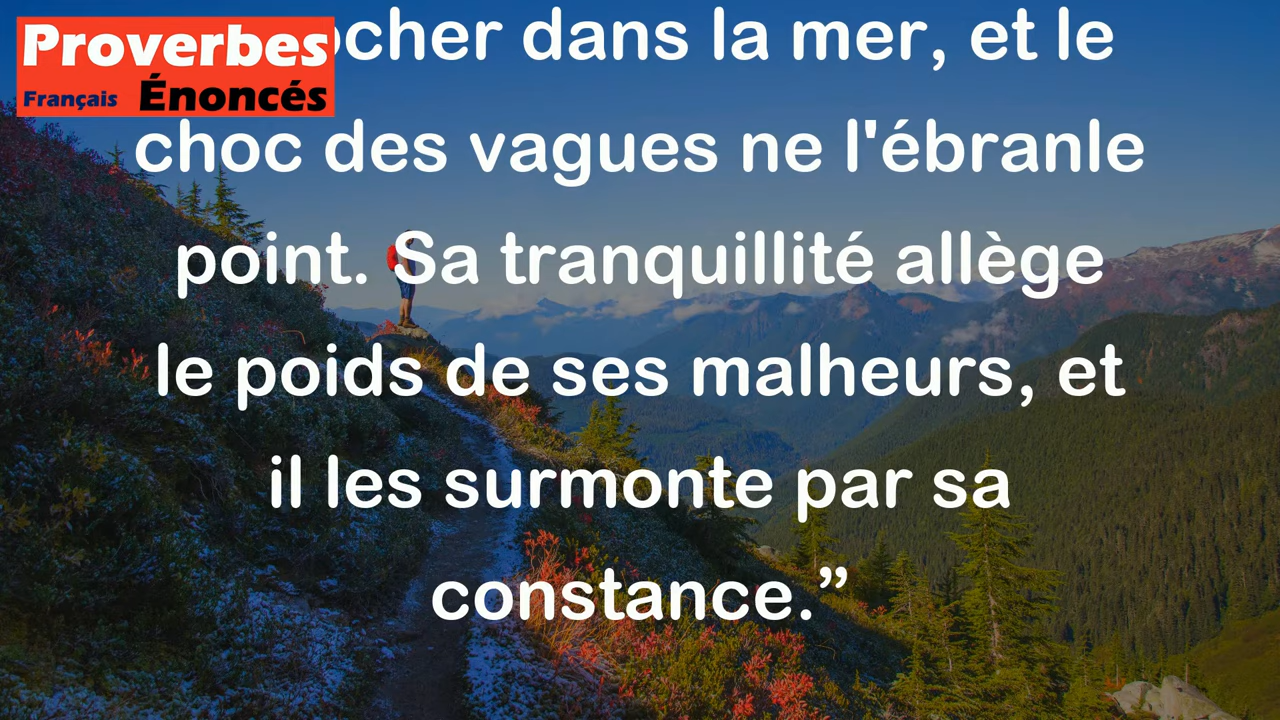 Proverbes
Français Énoncés
dans la mer, et le
choc des vagues ne l'ébranle
point. Sa tranquillité allège
le poids de ses malheurs, et
il les surmonte par sa
constance.”